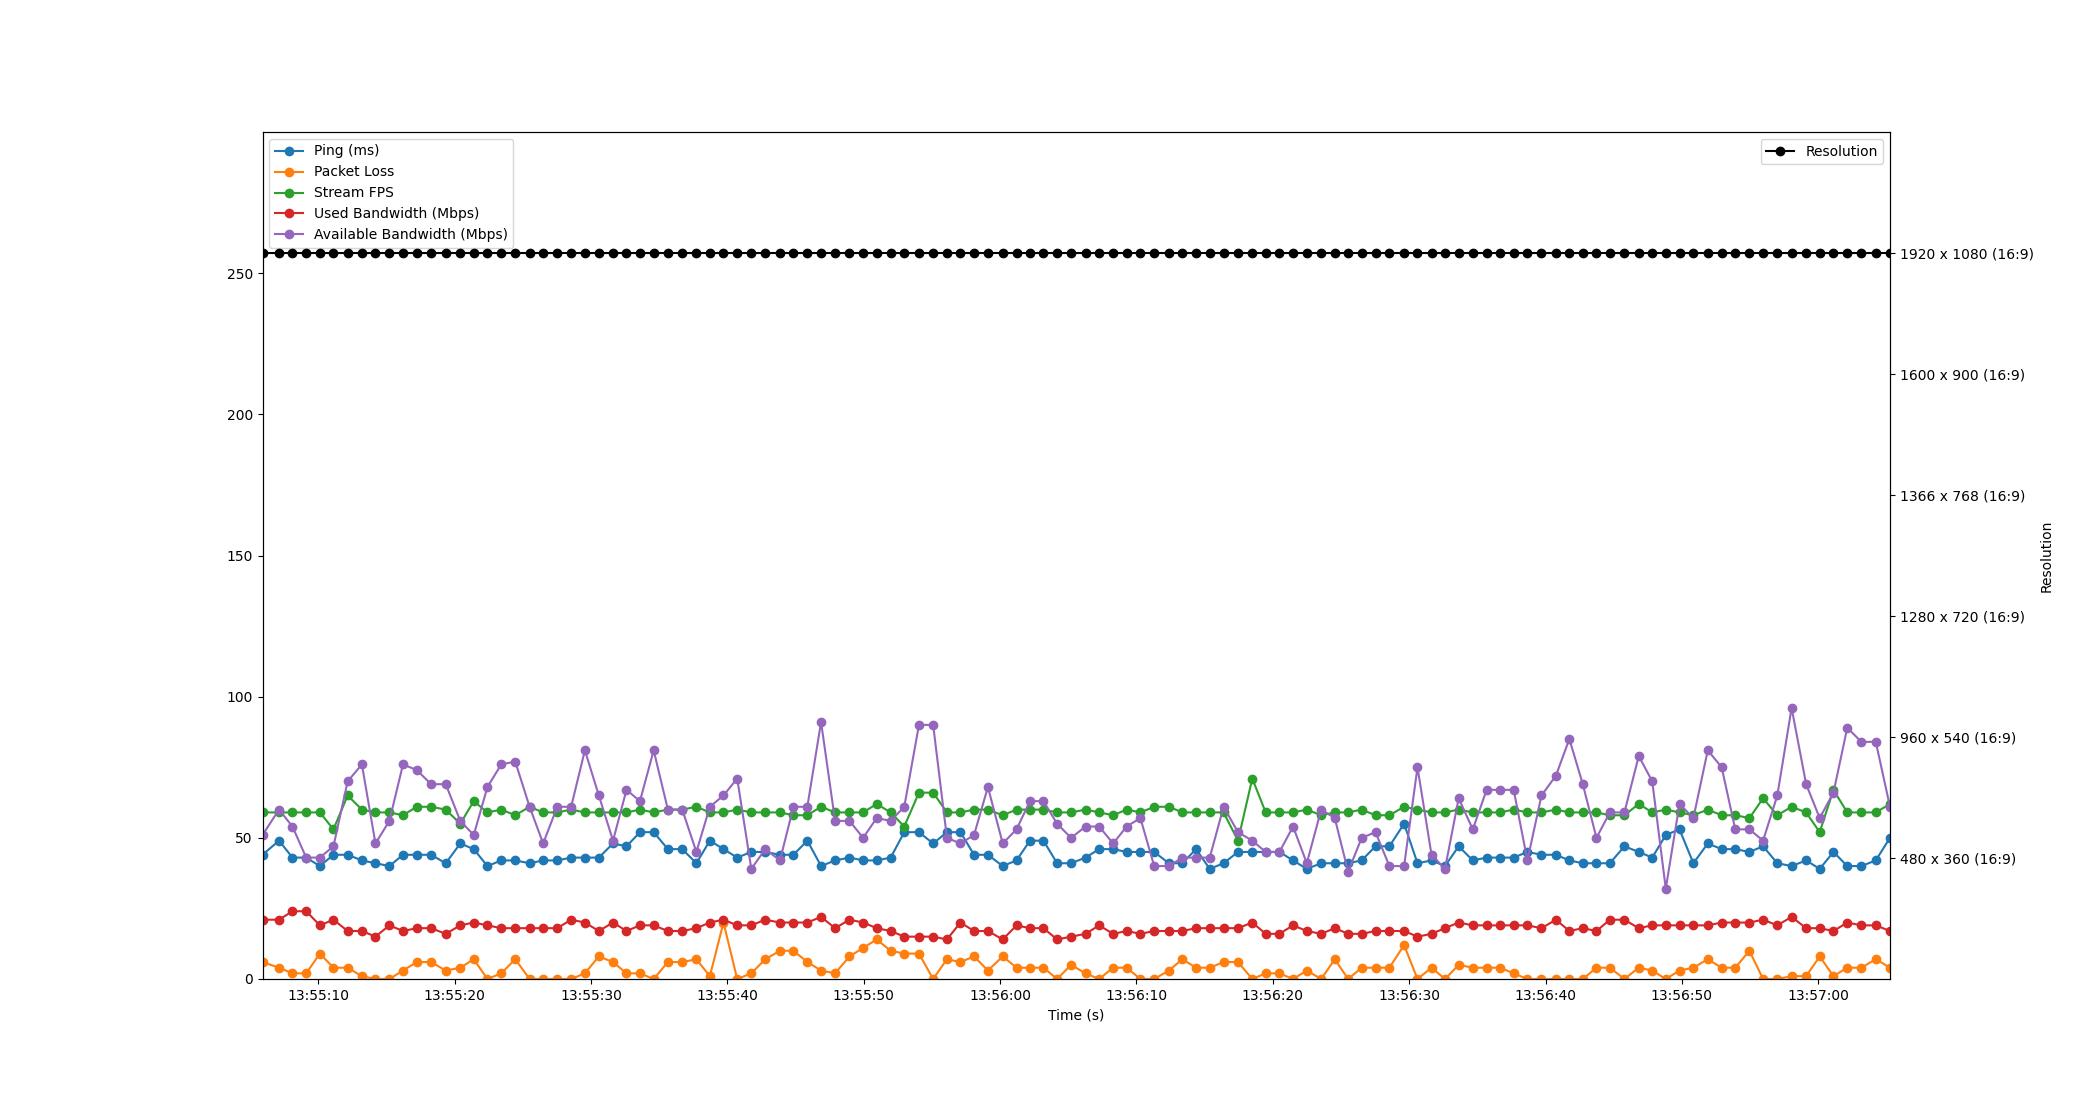 Ping (ms)
Packet Loss
Stream FPS
Used Bandwidth (Mbps)
Available Bandwidth (Mbps)
Resolution
250
200
150
100
50
0
1920 x 1080 (16:9)
1600 x 900 (16:9)
1366 x 768 (16:9)
1280 x 720 (16:9)
960 x 540 (16:9)
480 x 360 (16:9)
Resolution
13:55:10 13:55:20 13:55:30 13:55:40 13:55:50 13:56:00 13:56:10 13:56:20 13:56:30 13:56:40 13:56:50 13:57:00
Time (s)